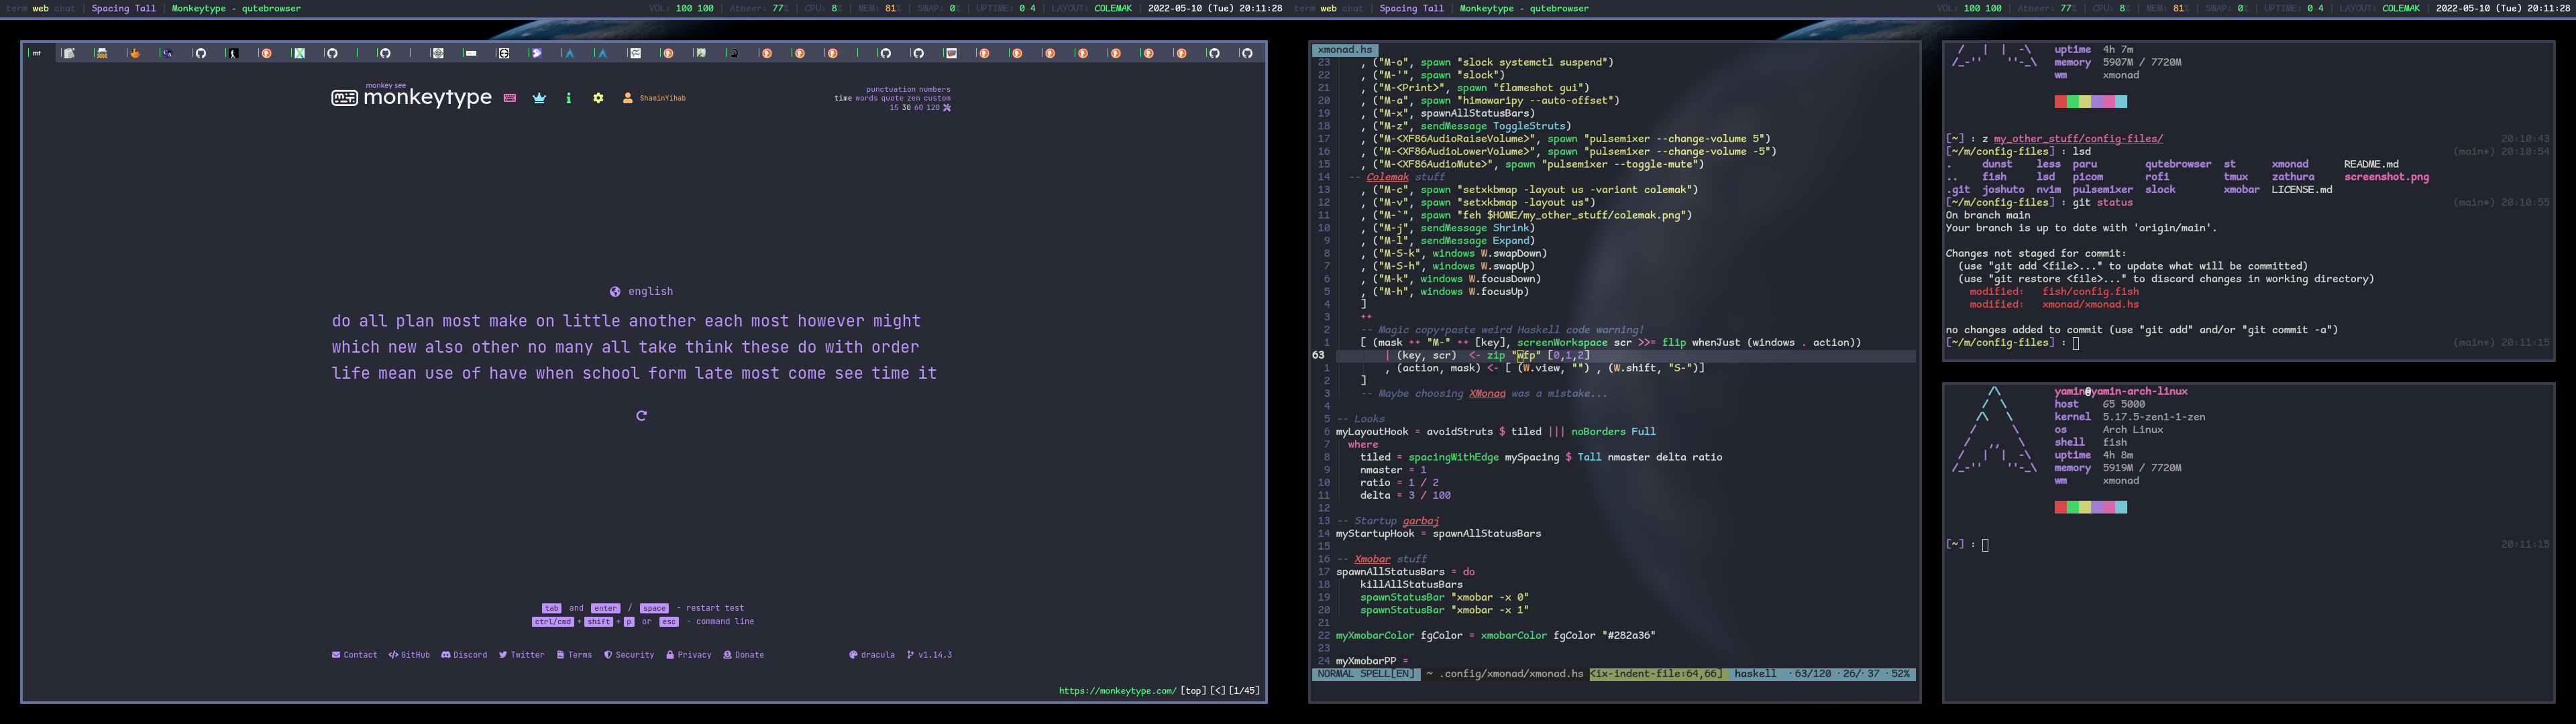 term web chat | Spacing Tall | Monkeytype - qutebrowser
VOL: 100 100 | Atheer: 77% | CPU: 8% | MEM: 81% | SWAP: 0% | UPTIME: 0 4 | LAYOUT: COLEMAK | 2022-05-10 (Tue) 20:11:28
term web chat | Spacing Tall | Monkeytype - qutebrowser
VOL: 100 100 | Atheer: 77% | CPU: 8% | MEM: 81% | SWAP: 0% | UPTIME: 0 4 | LAYOUT: COLEMAK | 2022-05-10 (Tue) 20:11:28
mt
monkey see
monkeytype
ShaminYihab
punctuation numbers
time words quote zen custom
15 30 60 120
english
do all plan most make on little another each most however might
which new also other no many all take think these do with order
life mean use of have when school form late most come see time it
tab and enter / space - restart test
ctrl/cmd + shift + p or esc - command line
Contact GitHub Discord Twitter Terms Security Privacy Donate dracula v1.14.3
https://monkeytype.com/ [top] [<] [1/45]
xmonad.hs
23 , ("M-o", spawn "slock systemctl suspend")
22 , ("M-'", spawn "slock")
21 , ("M-<Print>", spawn "flameshot gui")
20 , ("M-a", spawn "himawaripy --auto-offset")
19 , ("M-x", spawnAllStatusBars)
18 , ("M-z", sendMessage ToggleStruts)
17 , ("M-<XF86AudioRaiseVolume>", spawn "pulsemixer --change-volume 5")
16 , ("M-<XF86AudioLowerVolume>", spawn "pulsemixer --change-volume -5")
15 , ("M-<XF86AudioMute>", spawn "pulsemixer --toggle-mute")
14 -- Colemak stuff
13 , ("M-c", spawn "setxkbmap -layout us -variant colemak")
12 , ("M-v", spawn "setxkbmap -layout us")
11 , ("M-`", spawn "feh $HOME/my_other_stuff/colemak.png")
10 , ("M-j", sendMessage Shrink)
9 , ("M-l", sendMessage Expand)
8 , ("M-S-k", windows W.swapDown)
7 , ("M-S-h", windows W.swapUp)
6 , ("M-k", windows W.focusDown)
5 , ("M-h", windows W.focusUp)
4 ]
3 ++
2 -- Magic copy+paste weird Haskell code warning!
1 [ (mask ++ "M-" ++ [key], screenWorkspace scr >>= flip whenJust (windows . action))
63 | (key, scr) <- zip "wfp" [0,1,2]
1 , (action, mask) <- [ (W.view, "") , (W.shift, "S-")]
2 ]
3 -- Maybe choosing XMonad was a mistake...
4
5 -- Looks
6 myLayoutHook = avoidStruts $ tiled ||| noBorders Full
7 where
8 tiled = spacingWithEdge mySpacing $ Tall nmaster delta ratio
9 nmaster = 1
10 ratio = 1 / 2
11 delta = 3 / 100
12
13 -- Startup garbaj
14 myStartupHook = spawnAllStatusBars
15
16 -- Xmobar stuff
17 spawnAllStatusBars = do
18 killAllStatusBars
19 spawnStatusBar "xmobar -x 0"
20 spawnStatusBar "xmobar -x 1"
21
22 myXmobarColor fgColor = xmobarColor fgColor "#282a36"
23
24 myXmobarPP =
NORMAL SPELL[EN] ~ .config/xmonad/xmonad.hs <ix-indent-file:64,66] haskell · 63/120 · 26/· 37 · 52%
/ | | -\ uptime 4h 7m
/_-'' ''-_\ memory 5907M / 7720M
wm xmonad
[~] : z my_other_stuff/config-files/ 20:10:43
[~/m/config-files] : lsd (main*) 20:10:54
. dunst less paru qutebrowser st xmonad README.md
.. fish lsd picom rofi tmux zathura screenshot.png
.git joshuto nvim pulsemixer slock xmobar LICENSE.md
[~/m/config-files] : git status (main*) 20:10:55
On branch main
Your branch is up to date with 'origin/main'.
Changes not staged for commit:
(use "git add <file>..." to update what will be committed)
(use "git restore <file>..." to discard changes in working directory)
modified: fish/config.fish
modified: xmonad/xmonad.hs
no changes added to commit (use "git add" and/or "git commit -a")
[~/m/config-files] : (main*) 20:11:15
/\ yamin@yamin-arch-linux
/ \ host G5 5000
/\ \ kernel 5.17.5-zen1-1-zen
/ \ os Arch Linux
/ ,, \ shell fish
/ | | -\ uptime 4h 8m
/_-'' ''-_\ memory 5919M / 7720M
wm xmonad
[~] : 20:11:15